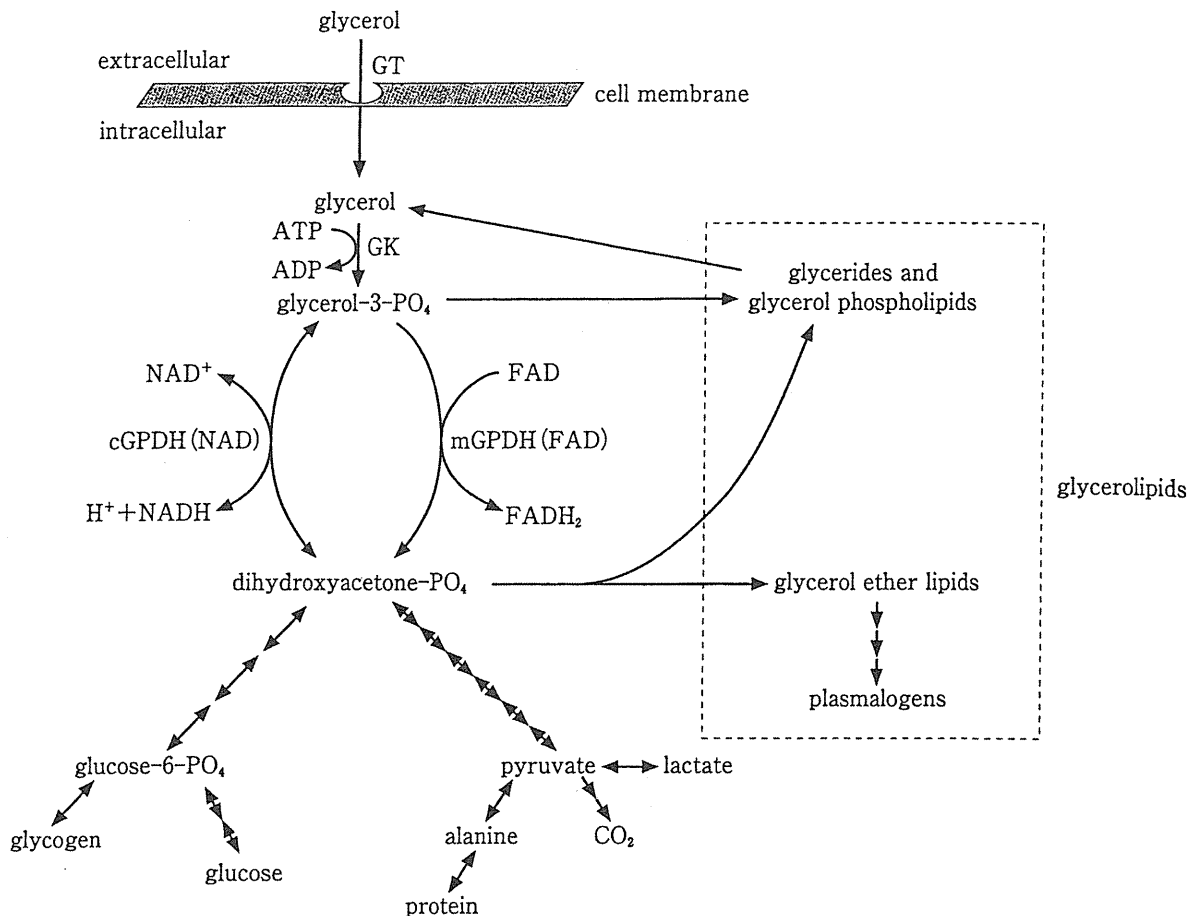 glycerol
extracellular
GT
cell membrane
intracellular
glycerol
ATP
GK
ADP
glycerol-3-PO₄
glycerides and
glycerol phospholipids
NAD⁺
FAD
cGPDH(NAD)
mGPDH(FAD)
H⁺+NADH
FADH₂
glycerolipids
dihydroxyacetone-PO₄
glycerol ether lipids
plasmalogens
glucose-6-PO₄
pyruvate
lactate
glycogen
glucose
alanine
CO₂
protein